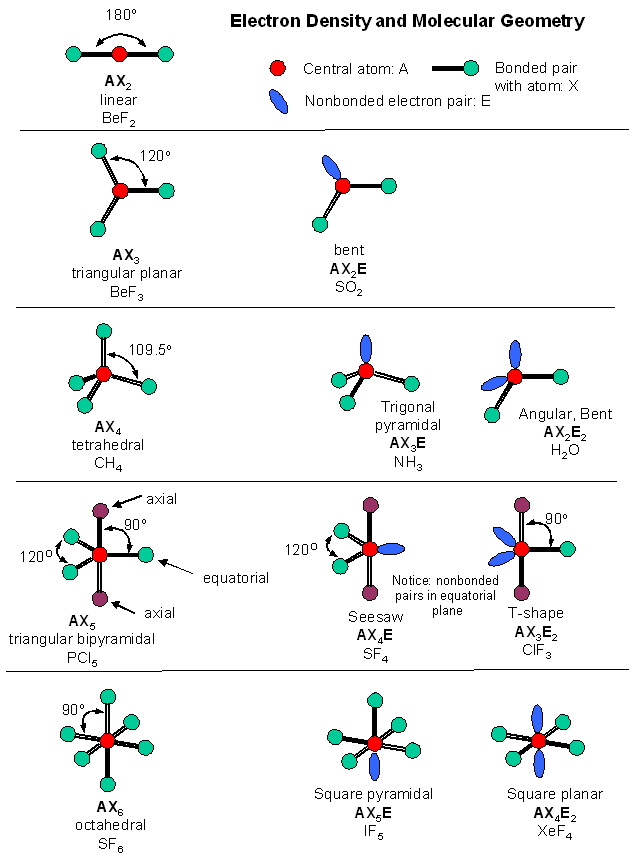 Electron Density and Molecular Geometry
180°
AX₂
linear
BeF₂
Central atom: A
Bonded pair
with atom: X
Nonbonded electron pair: E
120°
AX₃
triangular planar
BeF₃
bent
AX₂E
SO₂
109.5°
AX₄
tetrahedral
CH₄
Trigonal
pyramidal
AX₃E
NH₃
Angular, Bent
AX₂E₂
H₂O
axial
90°
120°
equatorial
axial
AX₅
triangular bipyramidal
PCl₅
120°
Notice: nonbonded
pairs in equatorial
plane
Seesaw
AX₄E
SF₄
90°
T-shape
AX₃E₂
ClF₃
90°
AX₆
octahedral
SF₆
Square pyramidal
AX₅E
IF₅
Square planar
AX₄E₂
XeF₄